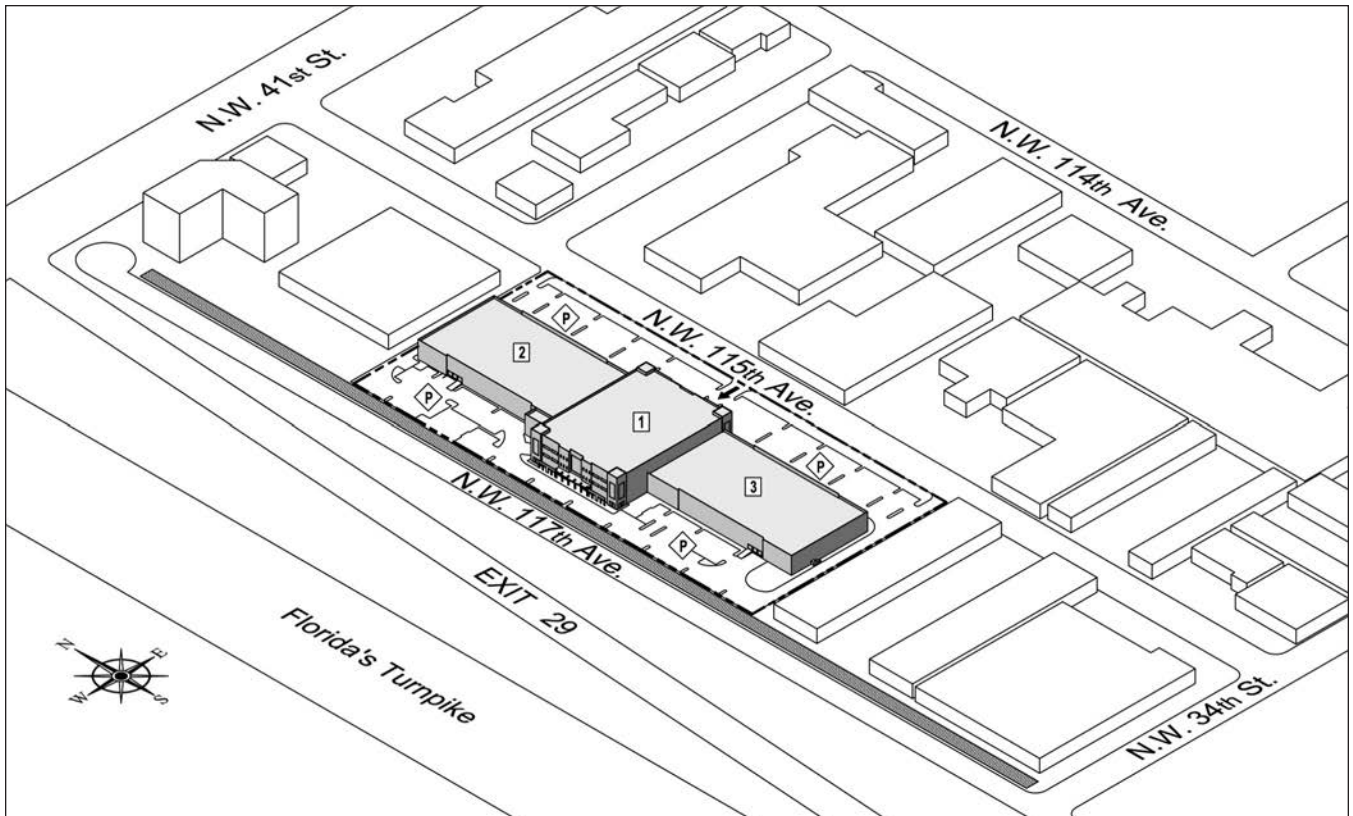 N.W. 41st St.
N.W. 114th Ave.
P
N.W. 115th Ave.
2
P
1
P
3
N.W. 117th Ave.
P
EXIT 29
Florida's Turnpike
N
E
W
S
N.W. 34th St.